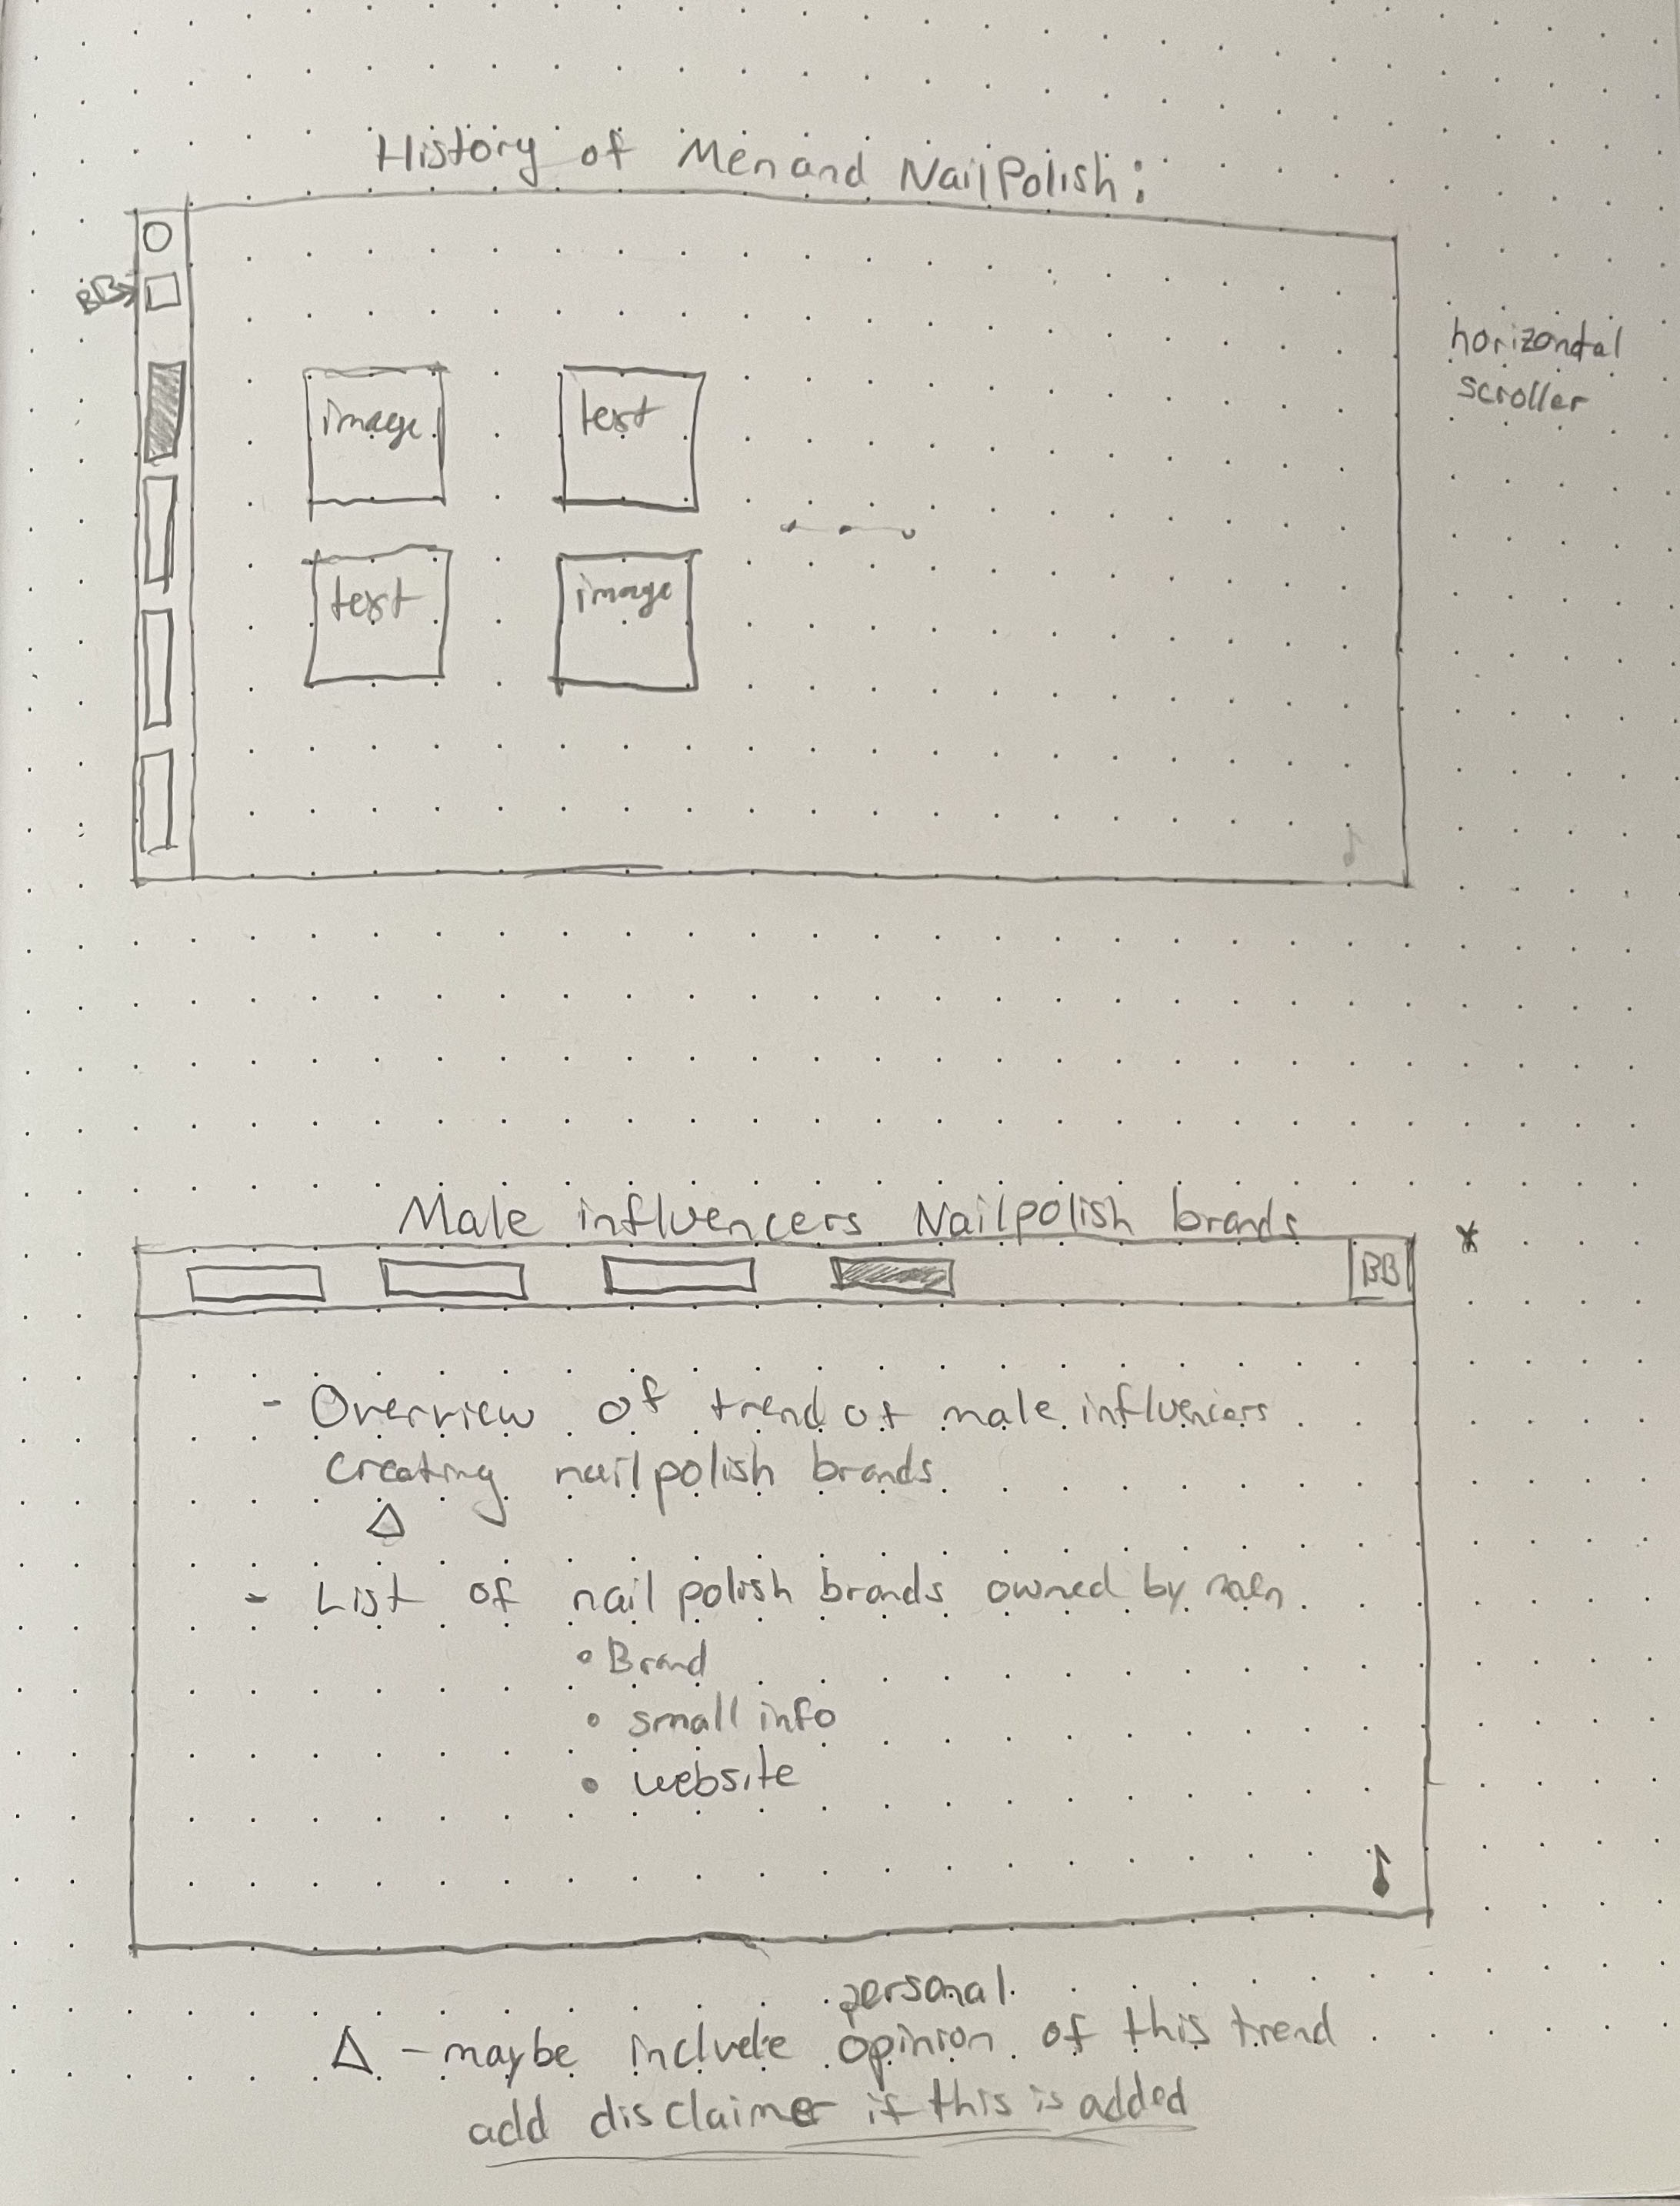 History of Men and Nail Polish:
BB
horizontal
scroller
image
text
text
image
Male influencers Nailpolish brands *
BB
- Overview of trend of male influencers
creating nailpolish brands
Δ
- List of nail polish brands owned by men
• Brand
• small info
• website
personal
Δ - maybe include opinion of this trend
add disclaimer if this is added